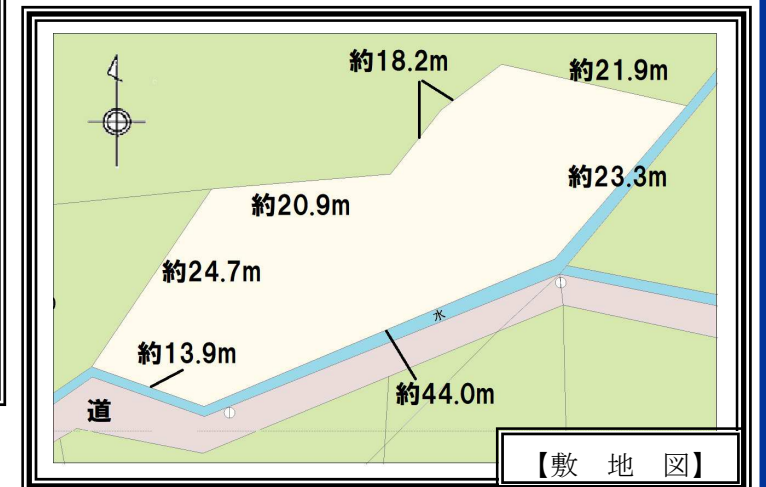 約18.2m
約21.9m
約23.3m
約20.9m
約24.7m
水
約13.9m
約44.0m
道
【敷 地 図】